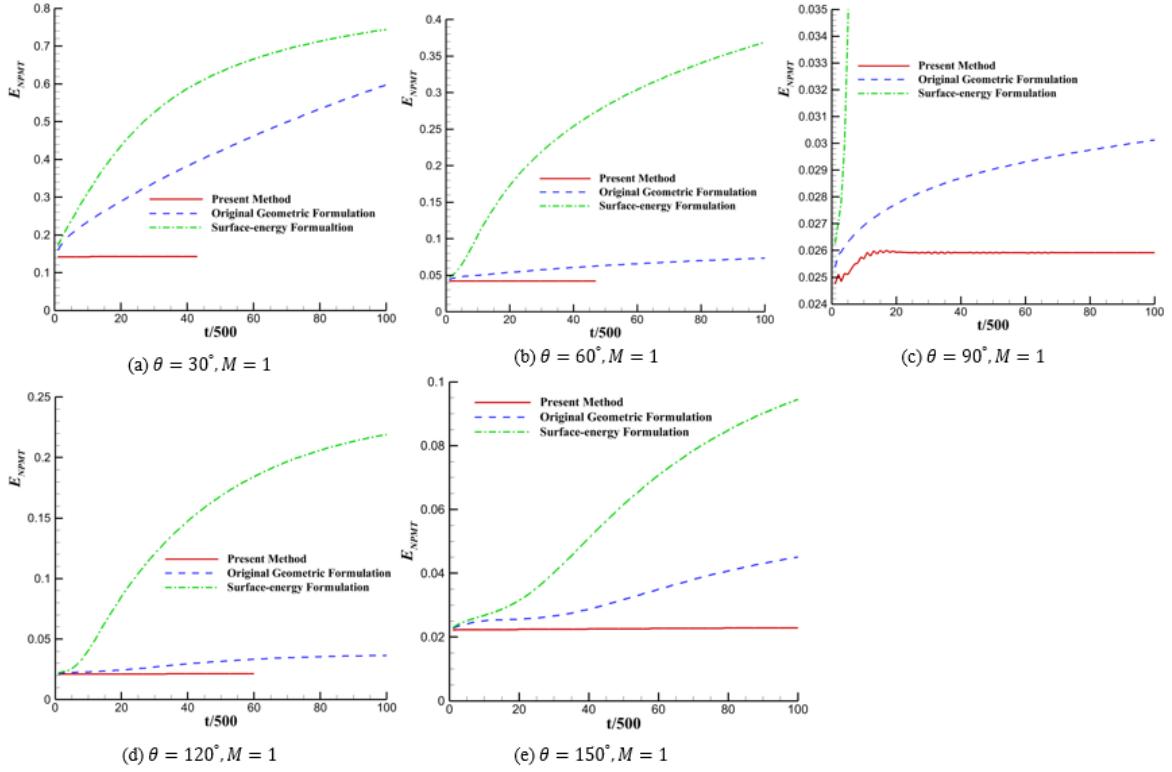 0.8
0.7
0.6
0.5
0.4
0.3
0.2
0.1
0
E_NPMT
Present Method
Original Geometric Formulation
Surface-energy Formualtion
0 20 40 60 80 100
t/500
(a) θ = 30°, M = 1
0.4
0.35
0.3
0.25
0.2
0.15
0.1
0.05
0
E_NPMT
Present Method
Original Geometric Formulation
Surface-energy Formulation
0 20 40 60 80 100
t/500
(b) θ = 60°, M = 1
0.035
0.034
0.033
0.032
0.031
0.03
0.029
0.028
0.027
0.026
0.025
0.024
E_NPMT
Present Method
Original Geometric Formulation
Surface-energy Formulation
0 20 40 60 80 100
t/500
(c) θ = 90°, M = 1
0.25
0.2
0.15
0.1
0.05
0
E_NPMT
Present Method
Original Geometric Formulation
Surface-energy Formulation
0 20 40 60 80 100
t/500
(d) θ = 120°, M = 1
0.1
0.08
0.06
0.04
0.02
0
E_NPMT
Present Method
Original Geometric Formulation
Surface-energy Formulation
0 20 40 60 80 100
t/500
(e) θ = 150°, M = 1